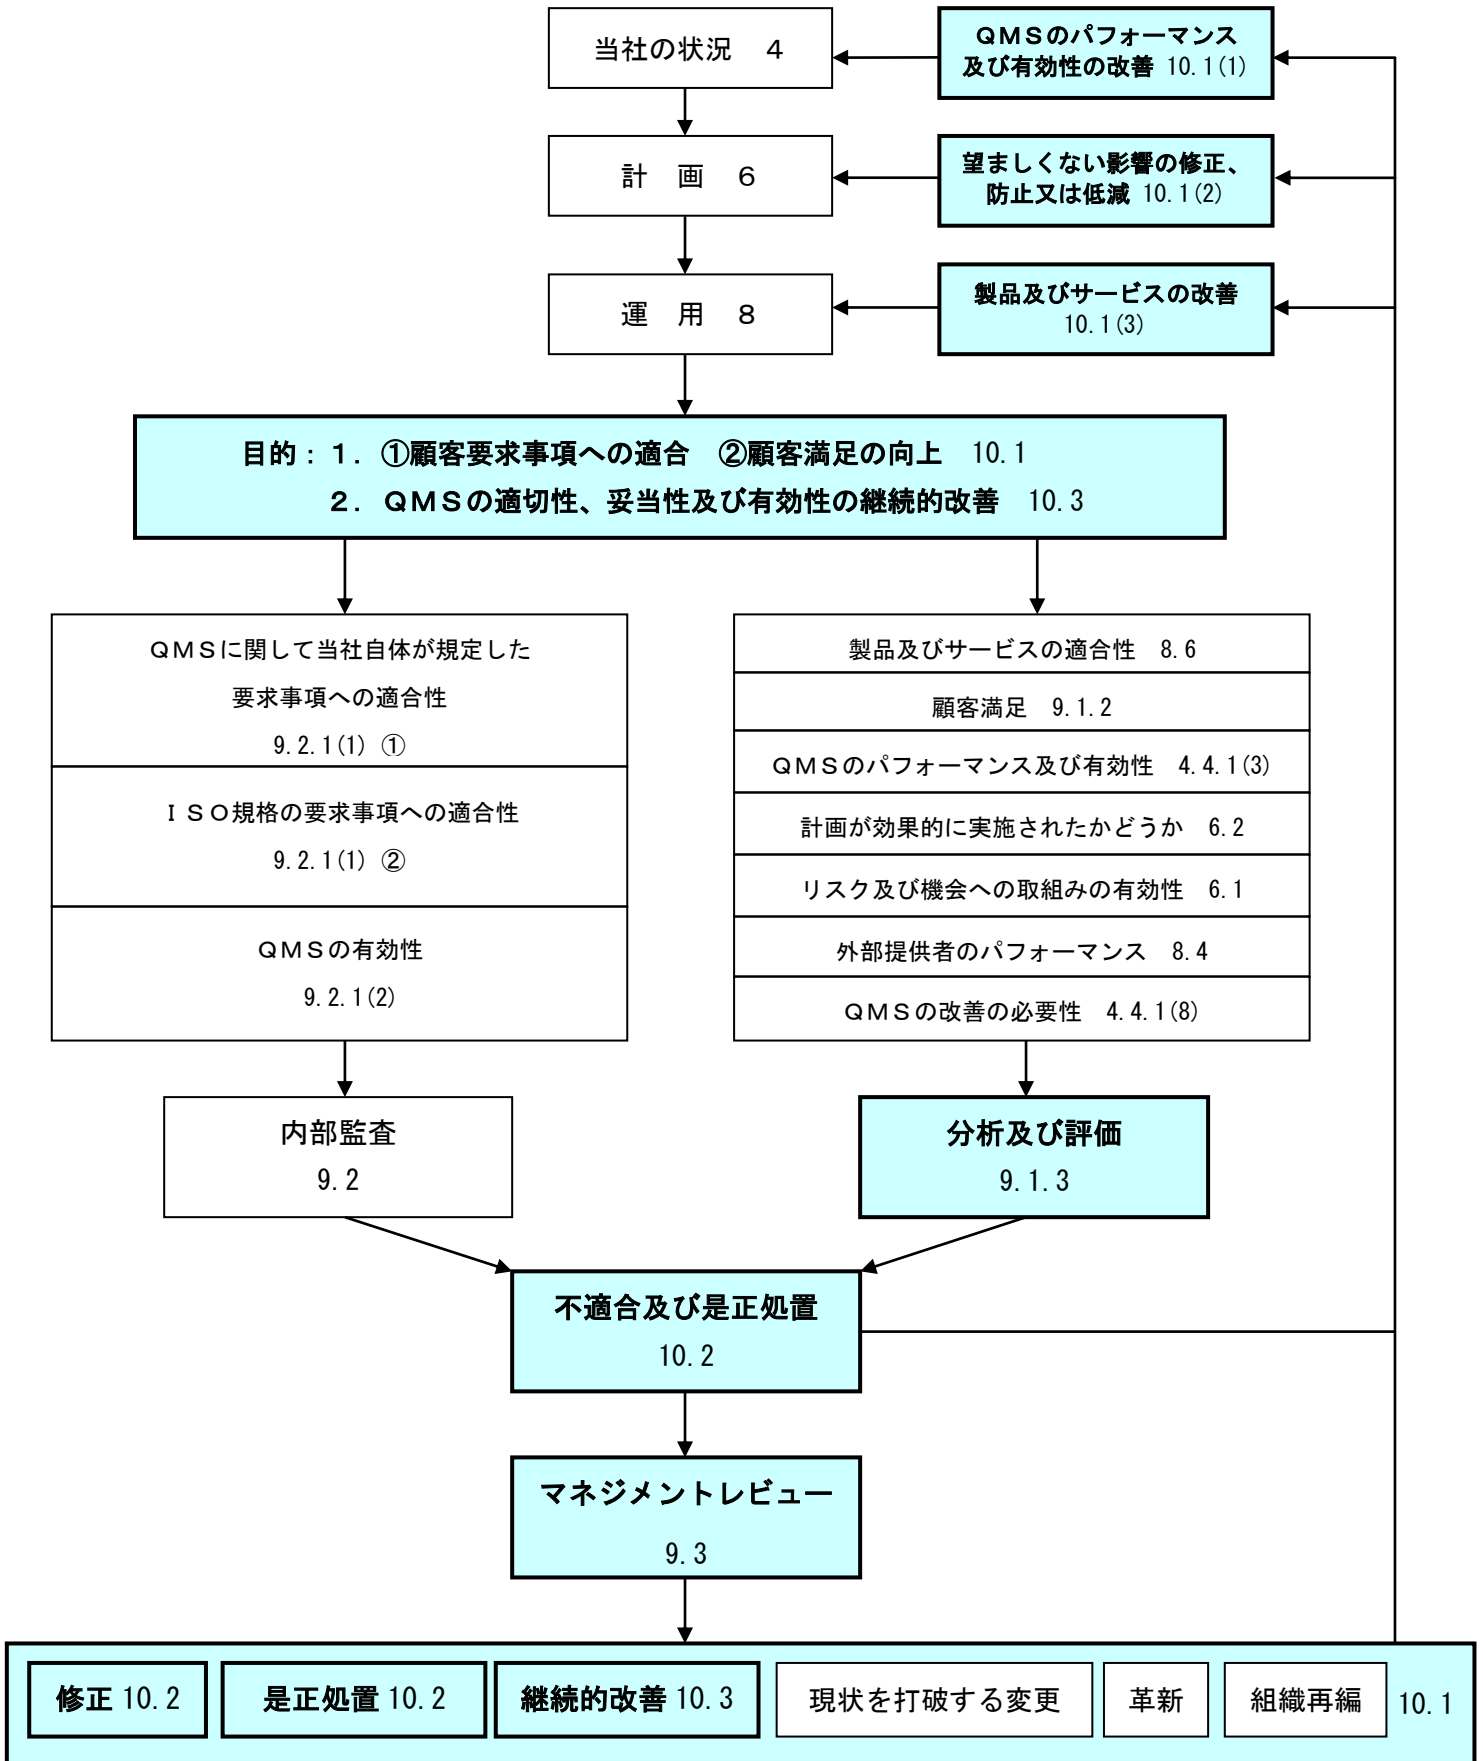 当社の状況　４
ＱＭＳのパフォーマンス
及び有効性の改善 10.1(1)
計　画　６
望ましくない影響の修正、
防止又は低減 10.1(2)
運　用　８
製品及びサービスの改善
10.1(3)
目的：１．①顧客要求事項への適合　②顧客満足の向上　10.1
２．ＱＭＳの適切性、妥当性及び有効性の継続的改善　10.3
ＱＭＳに関して当社自体が規定した
要求事項への適合性
9.2.1(1) ①
ＩＳＯ規格の要求事項への適合性
9.2.1(1) ②
ＱＭＳの有効性
9.2.1(2)
製品及びサービスの適合性　8.6
顧客満足　9.1.2
ＱＭＳのパフォーマンス及び有効性　4.4.1(3)
計画が効果的に実施されたかどうか　6.2
リスク及び機会への取組みの有効性　6.1
外部提供者のパフォーマンス　8.4
ＱＭＳの改善の必要性　4.4.1(8)
内部監査
9.2
分析及び評価
9.1.3
不適合及び是正処置
10.2
マネジメントレビュー
9.3
修正 10.2
是正処置 10.2
継続的改善 10.3
現状を打破する変更
革新
組織再編
10.1